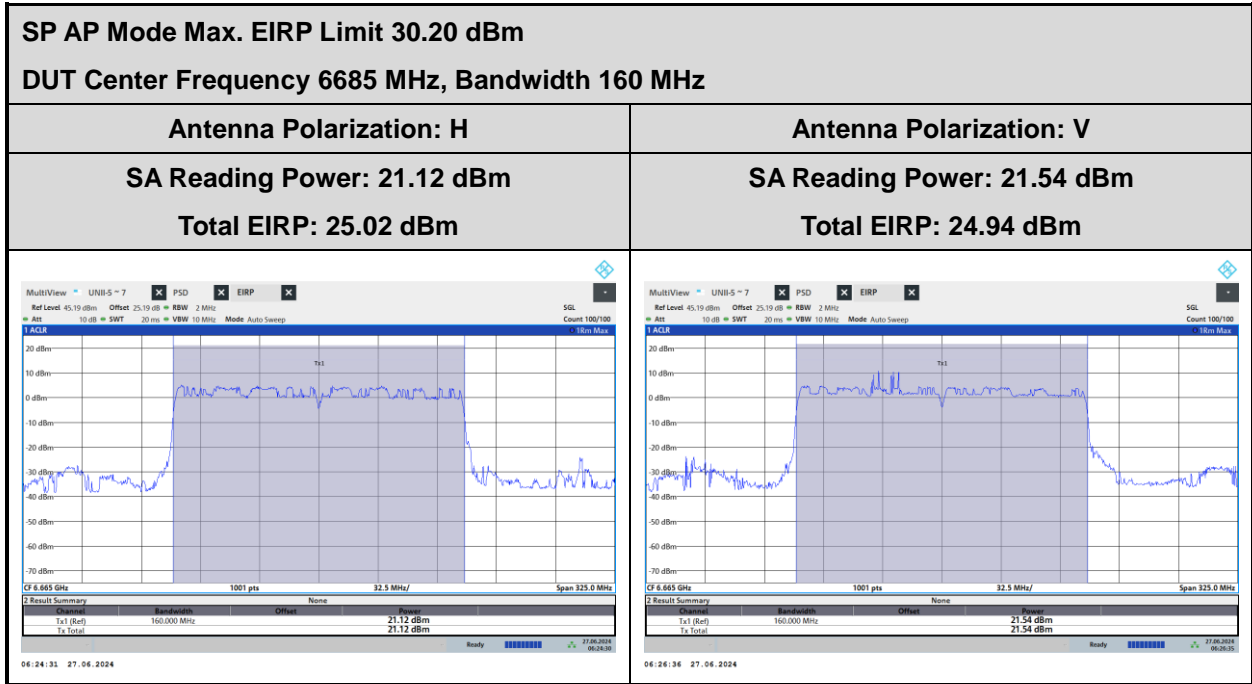 SP AP Mode Max. EIRP Limit 30.20 dBm
DUT Center Frequency 6685 MHz, Bandwidth 160 MHz
Antenna Polarization: H
Antenna Polarization: V
SA Reading Power: 21.12 dBm
Total EIRP: 25.02 dBm
SA Reading Power: 21.54 dBm
Total EIRP: 24.94 dBm
MultiView UNII-5 ~ 7 PSD EIRP
Ref Level 45.19 dBm Offset 25.19 dB RBW 2 MHz SGL
Att 10 dB SWT 20 ms VBW 10 MHz Mode Auto Sweep Count 100/100
1 ACLR 1Rm Max
Tx1
20 dBm
10 dBm
0 dBm
-10 dBm
-20 dBm
-30 dBm
-40 dBm
-50 dBm
-60 dBm
-70 dBm
CF 6.665 GHz 1001 pts 32.5 MHz/ Span 325.0 MHz
2 Result Summary None
Channel Bandwidth Offset Power
Tx1 (Ref) 160.000 MHz 21.12 dBm
Tx Total 21.12 dBm
Ready 27.06.2024
06:24:30
06:24:31 27.06.2024
MultiView UNII-5 ~ 7 PSD EIRP
Ref Level 45.19 dBm Offset 25.19 dB RBW 2 MHz SGL
Att 10 dB SWT 20 ms VBW 10 MHz Mode Auto Sweep Count 100/100
1 ACLR 1Rm Max
Tx1
20 dBm
10 dBm
0 dBm
-10 dBm
-20 dBm
-30 dBm
-40 dBm
-50 dBm
-60 dBm
-70 dBm
CF 6.665 GHz 1001 pts 32.5 MHz/ Span 325.0 MHz
2 Result Summary None
Channel Bandwidth Offset Power
Tx1 (Ref) 160.000 MHz 21.54 dBm
Tx Total 21.54 dBm
Ready 27.06.2024
06:26:35
06:26:36 27.06.2024